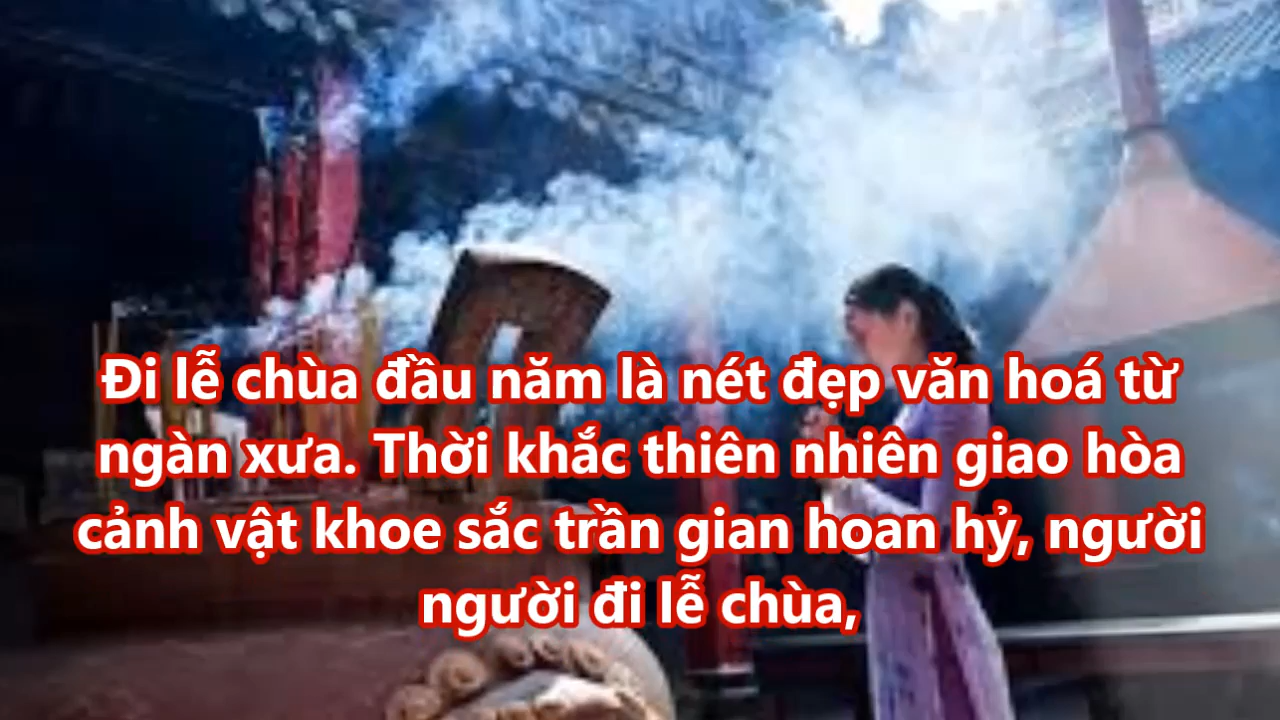 Đi lễ chùa đầu năm là nét đẹp văn hoá từ
ngàn xưa. Thời khắc thiên nhiên giao hòa
cảnh vật khoe sắc trần gian hoan hỷ, người
người đi lễ chùa,